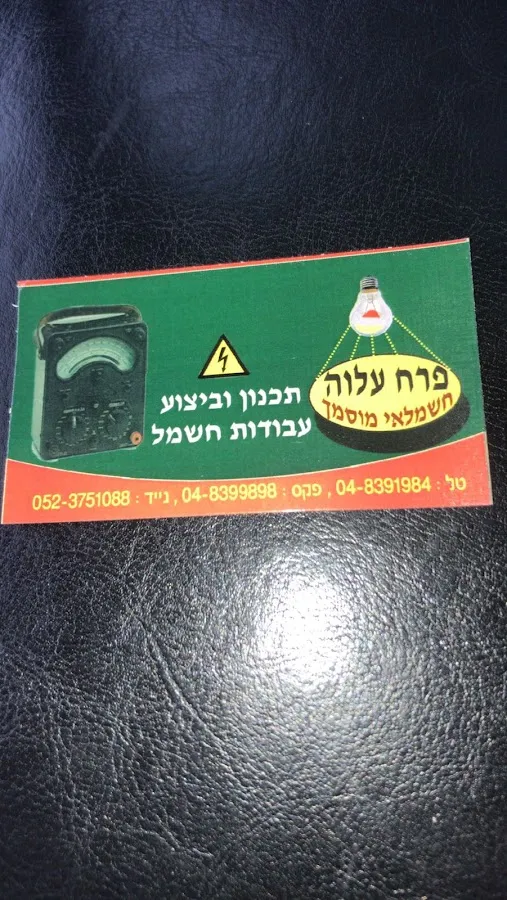 פרח עלוה
חשמלאי מוסמך
תכנון וביצוע
עבודות חשמל
טל : 04-8391984 , פקס : 04-8399898 , נייד : 052-3751088